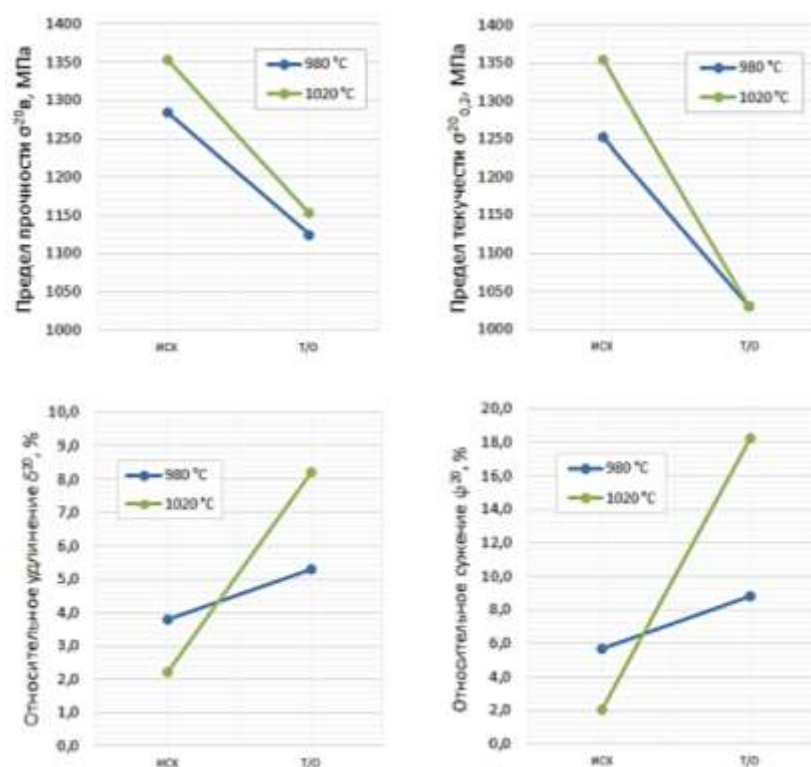 Предел прочности σ²⁰в, МПа
1400
1350
1300
1250
1200
1150
1100
1050
1000
980 °C
1020 °C
исх
Т/О
Предел текучести σ²⁰₀,₂, МПа
1400
1350
1300
1250
1200
1150
1100
1050
1000
980 °C
1020 °C
исх
Т/О
Относительное удлинение δ²⁰, %
10,0
9,0
8,0
7,0
6,0
5,0
4,0
3,0
2,0
1,0
0,0
980 °C
1020 °C
исх
Т/О
Относительное сужение ψ²⁰, %
20,0
18,0
16,0
14,0
12,0
10,0
8,0
6,0
4,0
2,0
0,0
980 °C
1020 °C
исх
Т/О